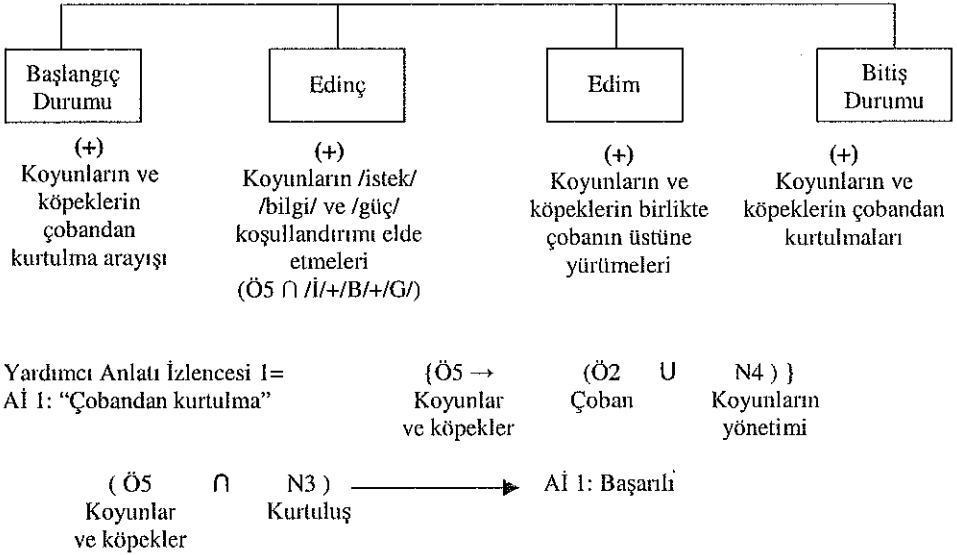 Başlangıç
Durumu
Edinç
Edim
Bitiş
Durumu
(+)
Koyunların ve
köpeklerin
çobandan
kurtulma arayışı
(+)
Koyunların /istek/
/bilgi/ ve /güç/
koşullandırımı elde
etmeleri
(Ö5 ∩ /İ/+/B/+/G/)
(+)
Koyunların ve
köpeklerin birlikte
çobanın üstüne
yürümeleri
(+)
Koyunların ve
köpeklerin çobandan
kurtulmaları
Yardımcı Anlatı İzlencesi 1= {Ö5 → (Ö2 U N4 ) }
Aİ 1: “Çobandan kurtulma” Koyunlar Çoban Koyunların
ve köpekler yönetimi
( Ö5 ∩ N3 ) → Aİ 1: Başarılı
Koyunlar Kurtuluş
ve köpekler